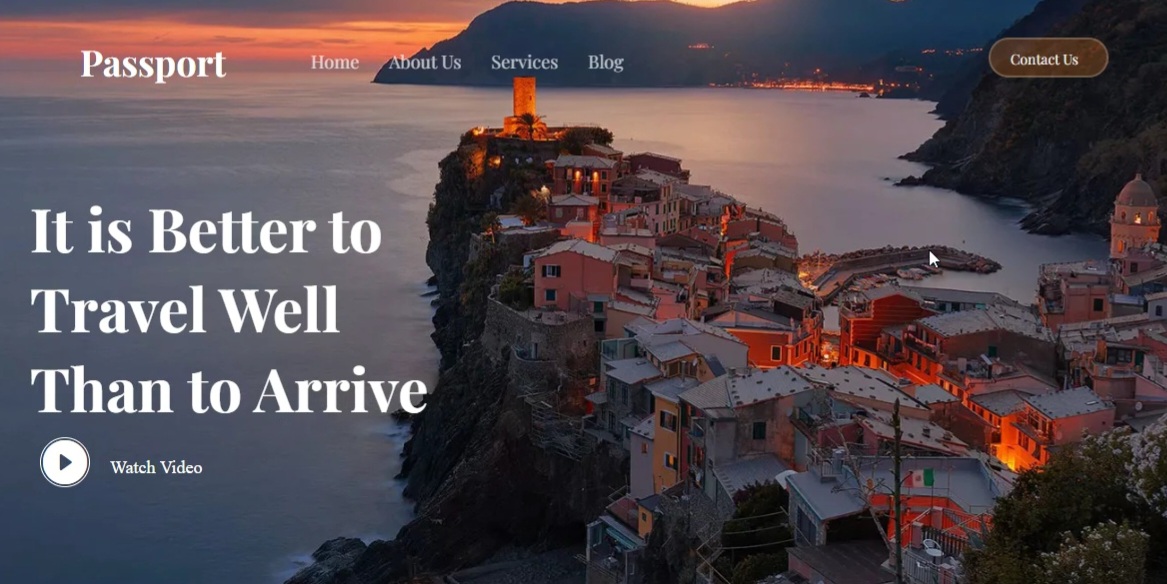 Passport
Home About Us Services Blog
Contact Us
It is Better to
Travel Well
Than to Arrive
Watch Video